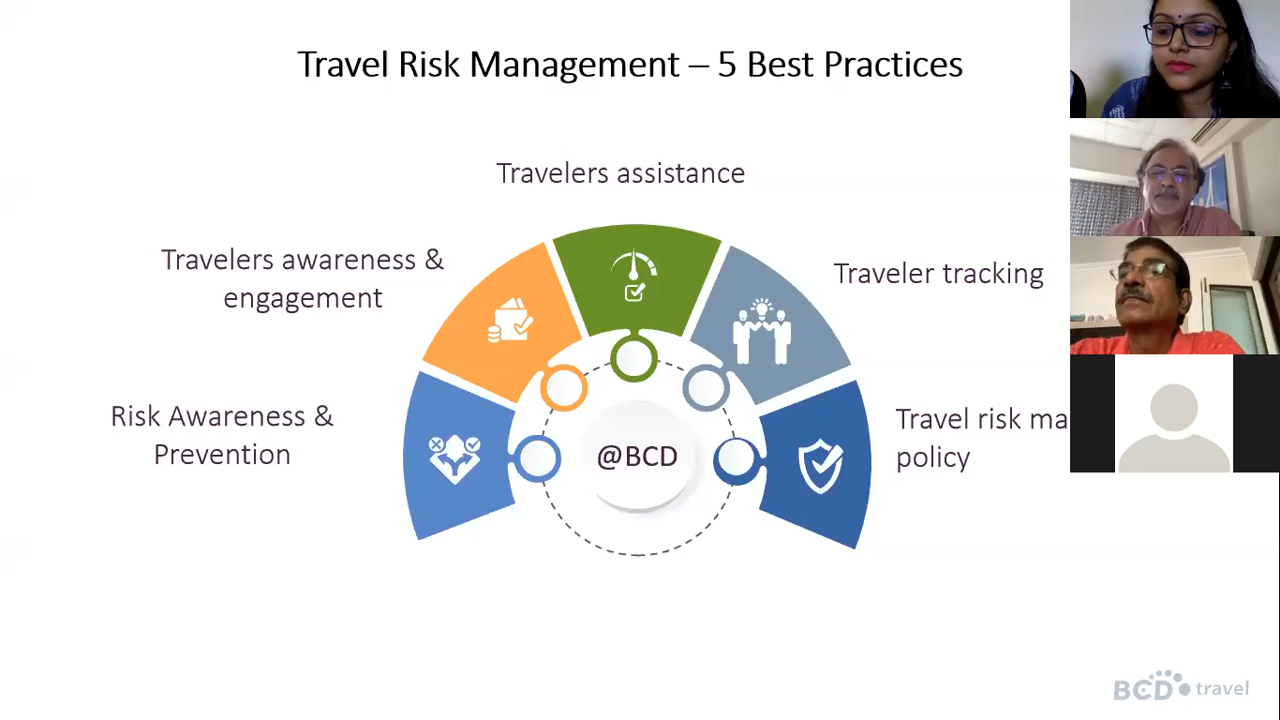 Travel Risk Management – 5 Best Practices
Travelers assistance
Travelers awareness &
engagement
Traveler tracking
Risk Awareness &
Prevention
@BCD
Travel risk ma
policy
BCD travel